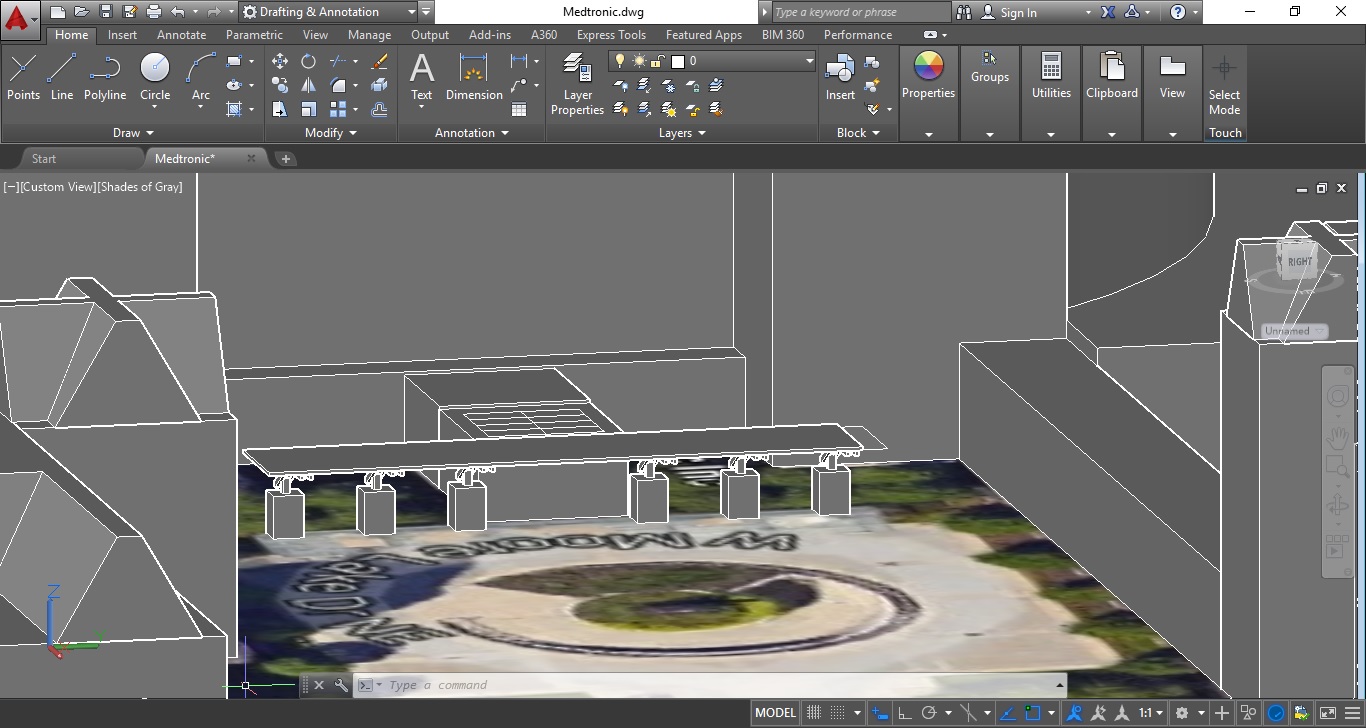 Drafting & Annotation
Medtronic.dwg
Type a keyword or phrase
Sign In
Home Insert Annotate Parametric View Manage Output Add-ins A360 Express Tools Featured Apps BIM 360 Performance
0
Points Line Polyline Circle Arc
Text Dimension
Layer Properties
Insert
Properties Groups Utilities Clipboard View
Select Mode
Draw Modify Annotation Layers Block Touch
Start Medtronic*
[−][Custom View][Shades of Gray]
RIGHT
Unnamed
Z
Type a command
MODEL 1:1